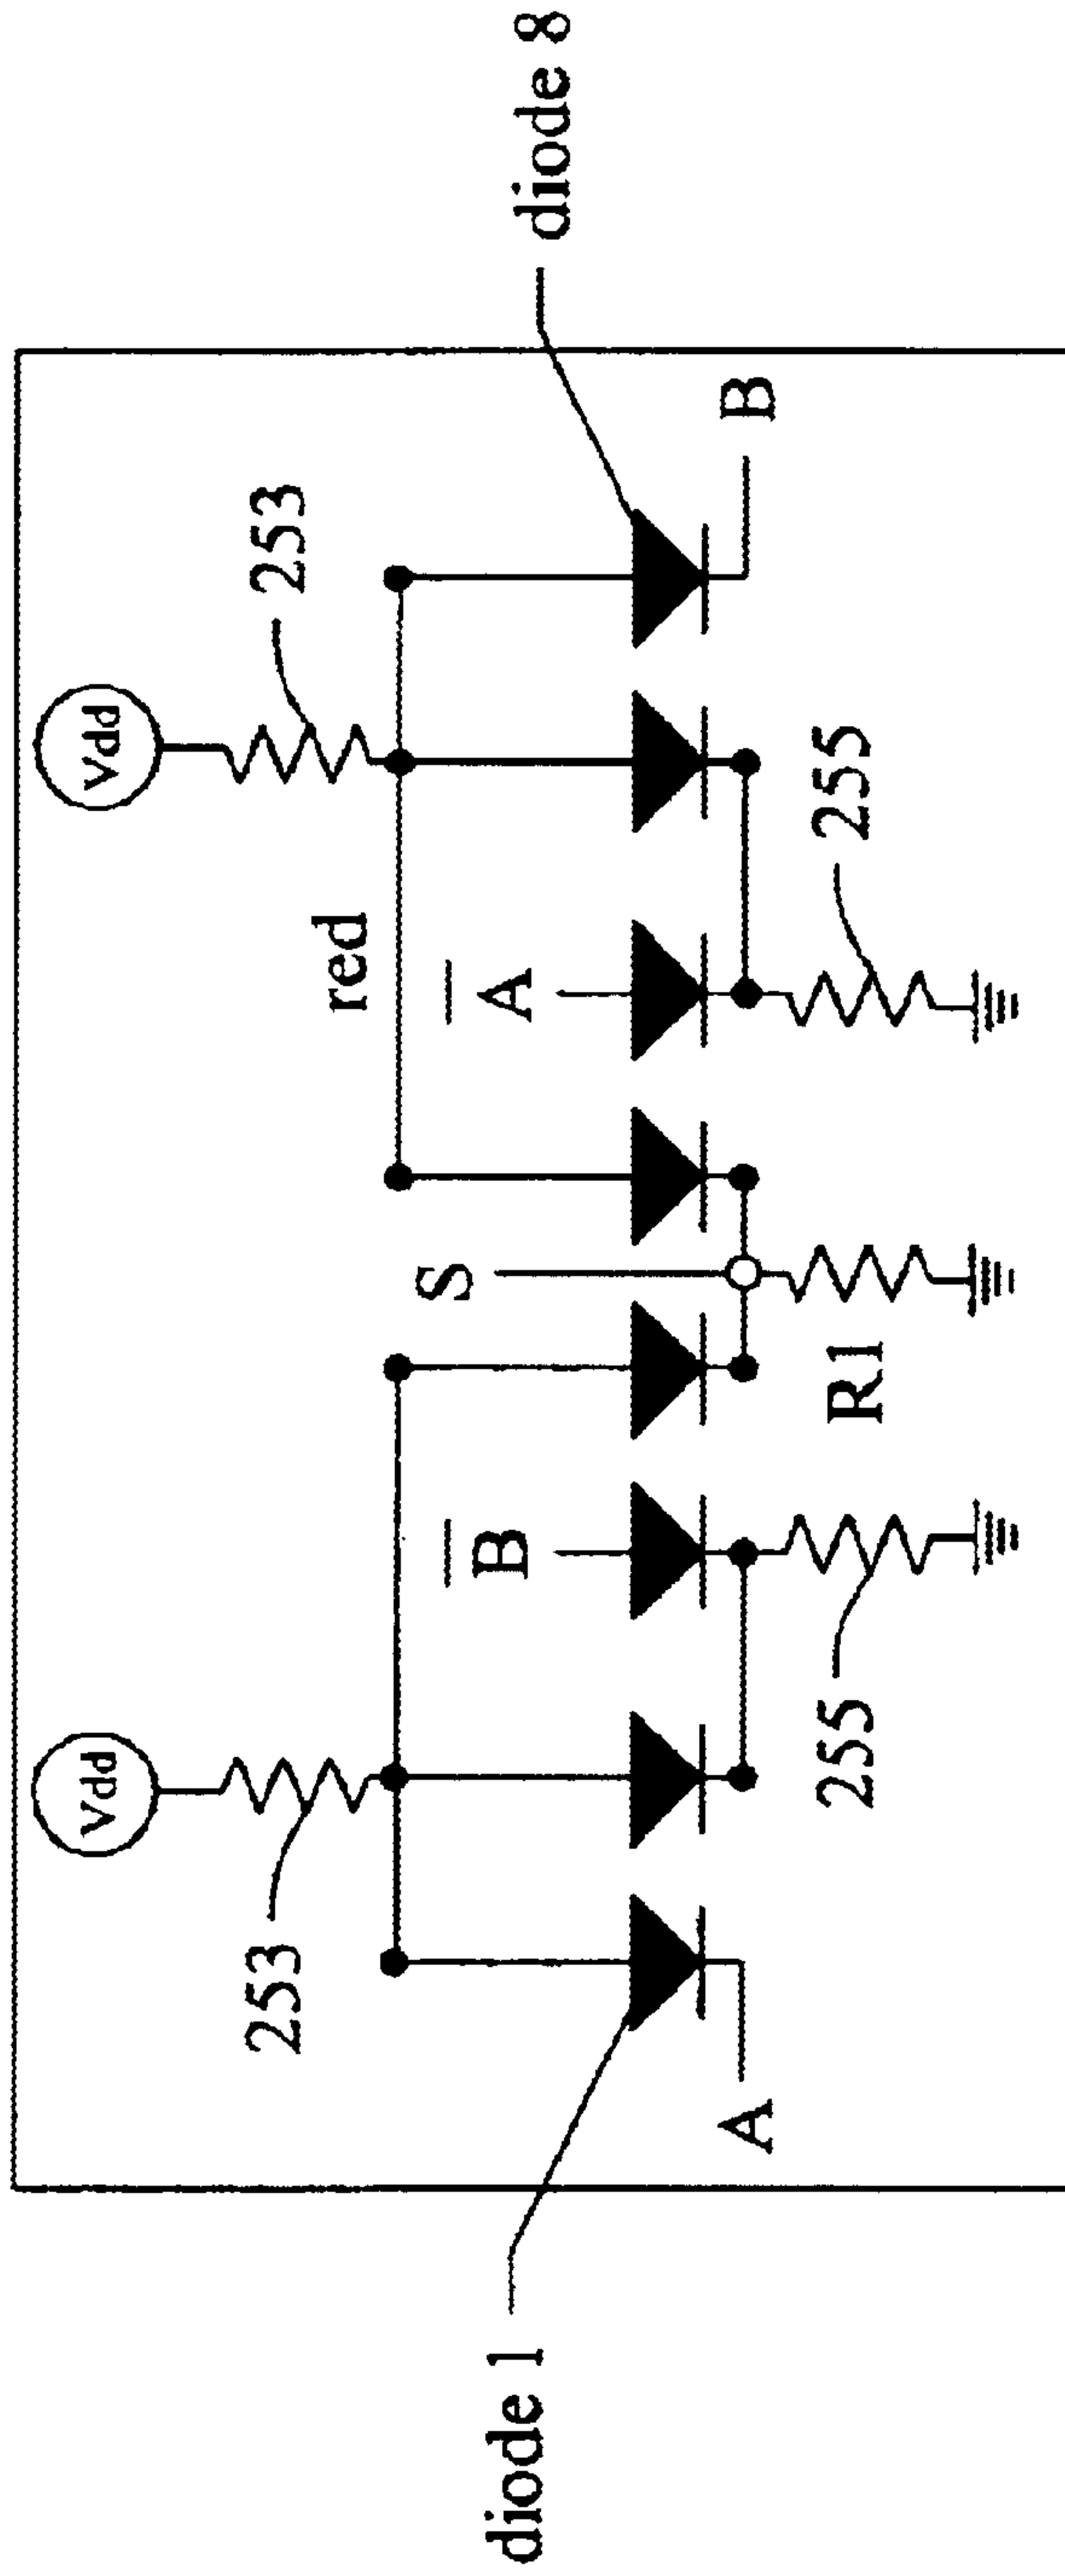 Vdd
Vdd
253
253
red
S
B̅
A̅
diode 1
diode 8
A
B
255
R1
255